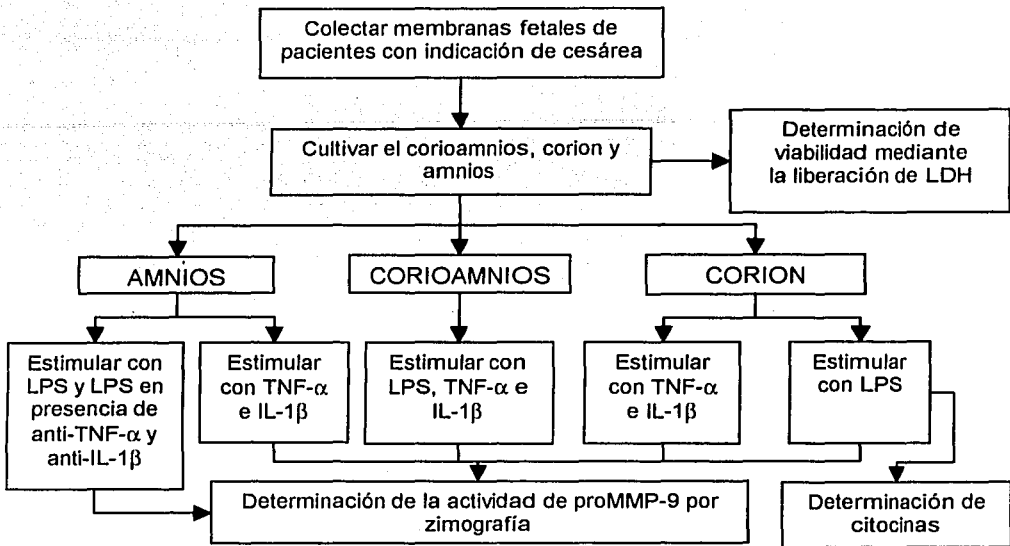 Colectar membranas fetales de
pacientes con indicación de cesárea
Cultivar el corioamnios, corion y
amnios
Determinación de
viabilidad mediante
la liberación de LDH
AMNIOS
CORIOAMNIOS
CORION
Estimular con
LPS y LPS en
presencia de
anti-TNF-α y
anti-IL-1β
Estimular
con TNF-α
e IL-1β
Estimular con
LPS, TNF-α e
IL-1β
Estimular
con TNF-α
e IL-1β
Estimular
con LPS
Determinación de la actividad de proMMP-9 por
zimografía
Determinación de
citocinas